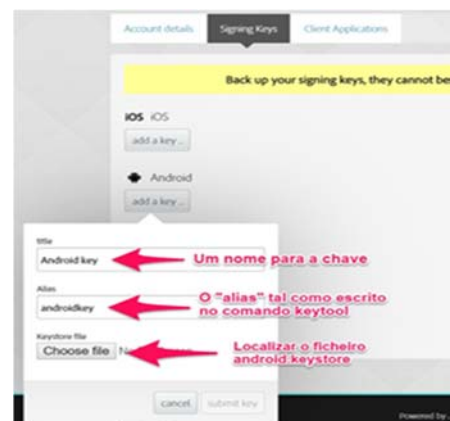 Account details
Signing Keys
Client Applications
Back up your signing keys, they cannot be
iOS iOS
add a key ...
Android
add a key ...
title
Android key
Um nome para a chave
Alias
androidkey
O "alias" tal como escrito
no comando keytool
Keystore file
Choose file
Localizar o ficheiro
android keystore
cancel
submit key
Powered by